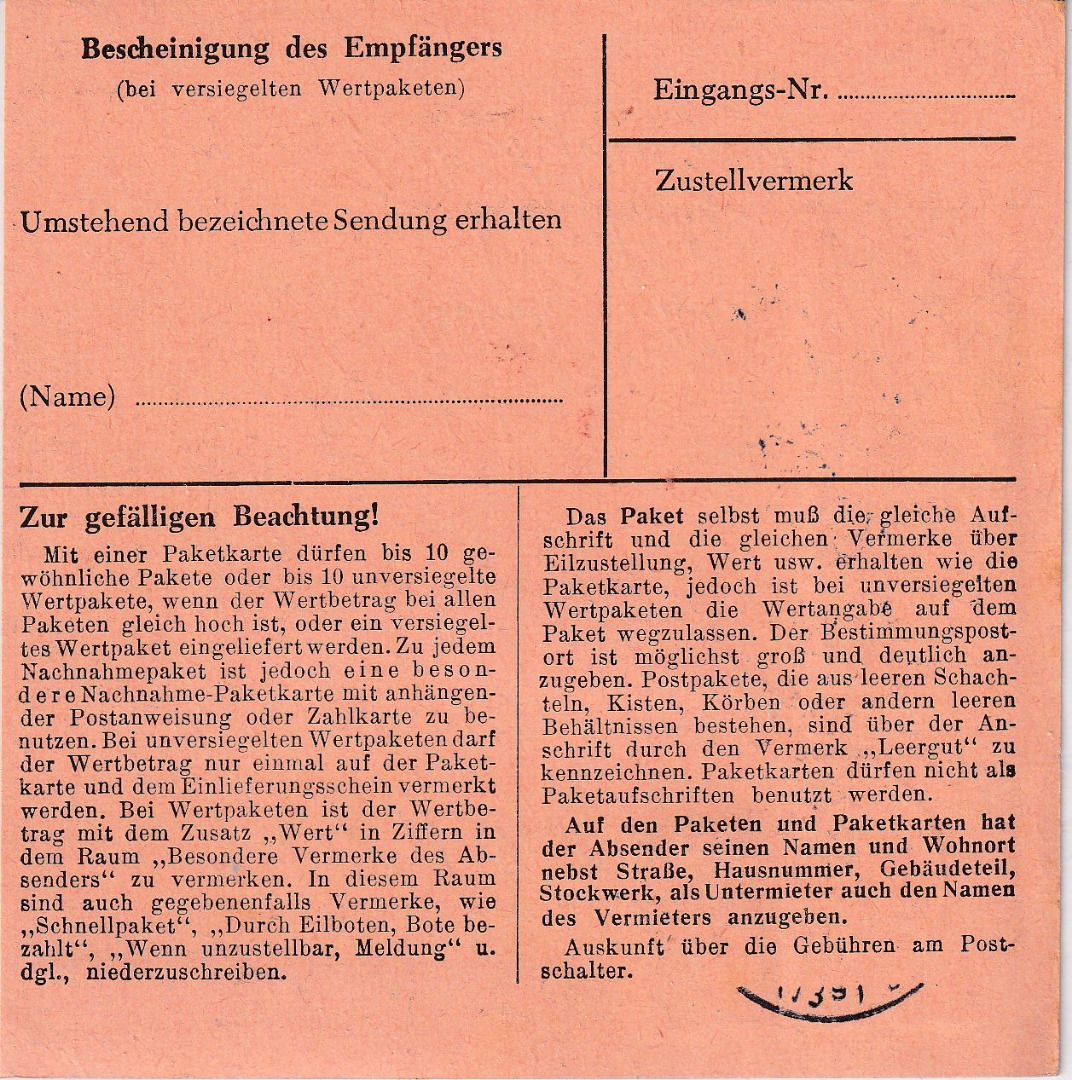 Bescheinigung des Empfängers
(bei versiegelten Wertpaketen)
Umstehend bezeichnete Sendung erhalten
(Name)
Eingangs-Nr.
Zustellvermerk
Zur gefälligen Beachtung!
Mit einer Paketkarte dürfen bis 10 ge-
wöhnliche Pakete oder bis 10 unversiegelte
Wertpakete, wenn der Wertbetrag bei allen
Paketen gleich hoch ist, oder ein versiegel-
tes Wertpaket eingeliefert werden. Zu jedem
Nachnahmepaket ist jedoch eine beson-
dere Nachnahme-Paketkarte mit anhängen-
der Postanweisung oder Zahlkarte zu be-
nutzen. Bei unversiegelten Wertpaketen darf
der Wertbetrag nur einmal auf der Paket-
karte und dem Einlieferungsschein vermerkt
werden. Bei Wertpaketen ist der Wertbe-
trag mit dem Zusatz „Wert“ in Ziffern in
dem Raum „Besondere Vermerke des Ab-
senders“ zu vermerken. In diesem Raum
sind auch gegebenenfalls Vermerke, wie
„Schnellpaket“, „Durch Eilboten, Bote be-
zahlt“, „Wenn unzustellbar, Meldung“ u.
dgl., niederzuschreiben.
Das Paket selbst muß die gleiche Auf-
schrift und die gleichen Vermerke über
Eilzustellung, Wert usw. erhalten wie die
Paketkarte, jedoch ist bei unversiegelten
Wertpaketen die Wertangabe auf dem
Paket wegzulassen. Der Bestimmungspost-
ort ist möglichst groß und deutlich an-
zugeben. Postpakete, die aus leeren Schach-
teln, Kisten, Körben oder andern leeren
Behältnissen bestehen, sind über der An-
schrift durch den Vermerk „Leergut“ zu
kennzeichnen. Paketkarten dürfen nicht als
Paketaufschriften benutzt werden.
Auf den Paketen und Paketkarten hat
der Absender seinen Namen und Wohnort
nebst Straße, Hausnummer, Gebäudeteil,
Stockwerk, als Untermieter auch den Namen
des Vermieters anzugeben.
Auskunft über die Gebühren am Post-
schalter.